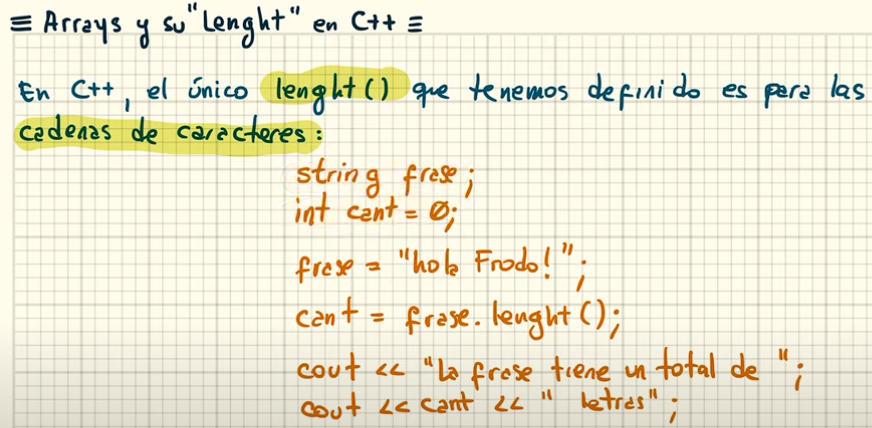 ≡ Arrays y su "Lenght" en C++ ≡
En C++, el único lenght() que tenemos definido es para las
cadenas de caracteres:
string frase;
int cant = 0;
frase = "hola Frodo!";
cant = frase.lenght();
cout << "La frase tiene un total de ";
cout << cant << " letras";